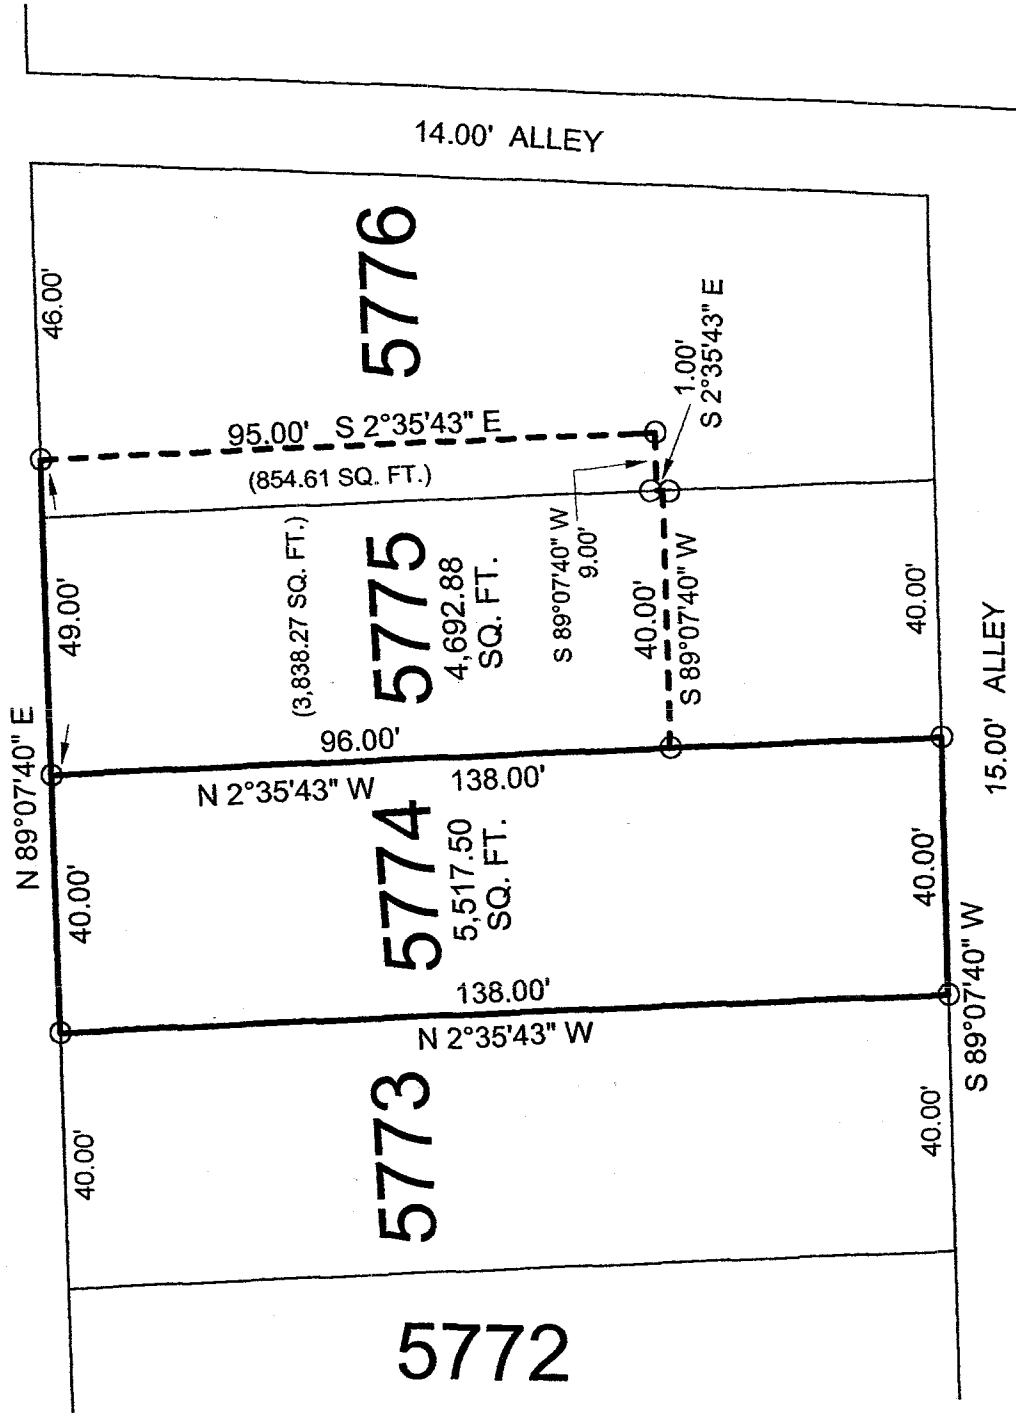 14.00' ALLEY
46.00'
5776
1.00'
S 2°35'43" E
95.00' S 2°35'43" E
(854.61 SQ. FT.)
49.00'
(3,838.27 SQ. FT.)
5775
4,692.88
SQ. FT.
S 89°07'40" W
9.00'
40.00'
S 89°07'40" W
40.00'
15.00' ALLEY
N 89°07'40" E
96.00'
N 2°35'43" W
138.00'
40.00'
5774
5,517.50
SQ. FT.
40.00'
138.00'
N 2°35'43" W
S 89°07'40" W
40.00'
5773
40.00'
5772